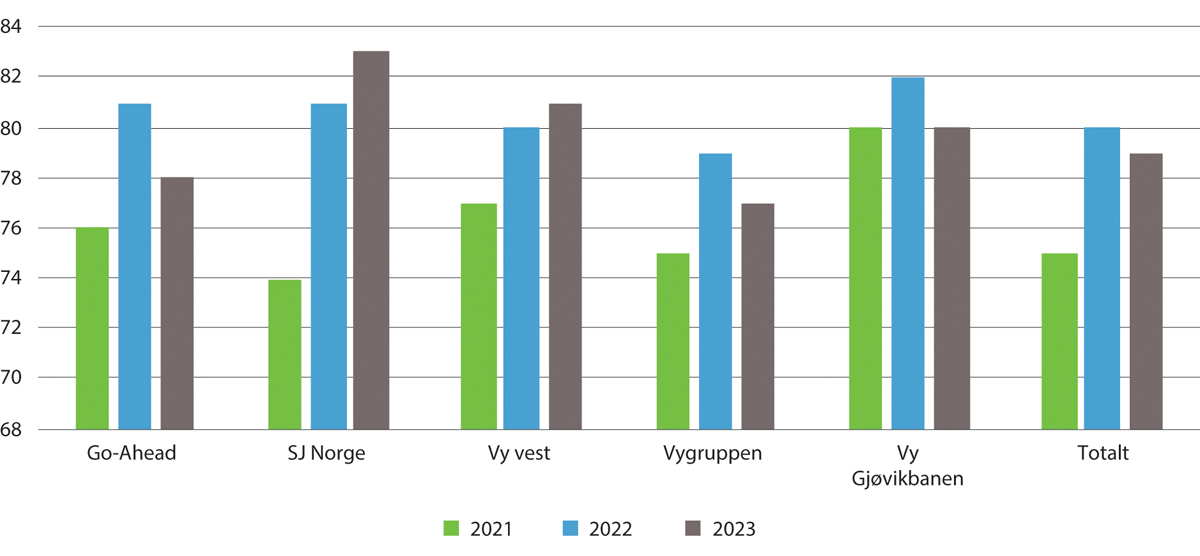 84
82
80
78
76
74
72
70
68
Go-Ahead
SJ Norge
Vy vest
Vygruppen
Vy
Gjøvikbanen
Totalt
2021
2022
2023